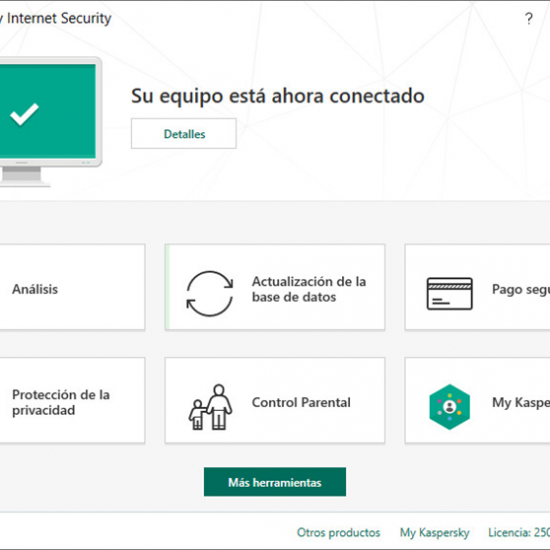 y Internet Security
?
Su equipo está ahora conectado
Detalles
Análisis
Actualización de la
base de datos
Pago segu
Protección de la
privacidad
Control Parental
My Kaspe
Más herramientas
Otros productos My Kaspersky Licencia: 250